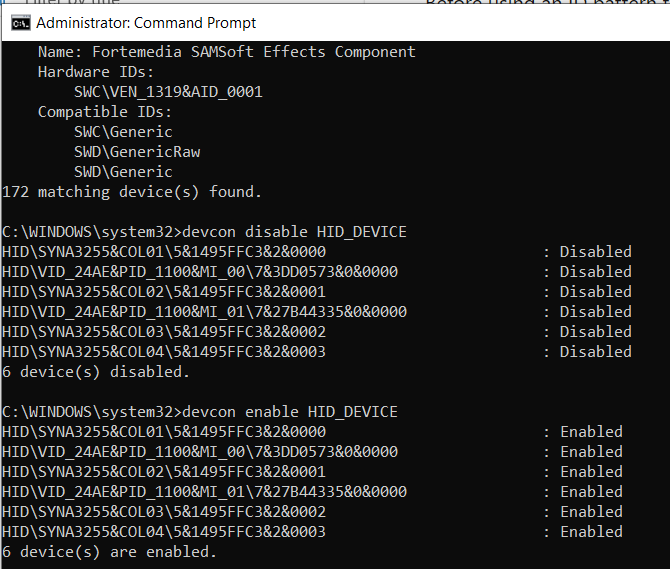 Administrator: Command Prompt
Name: Fortemedia SAMSoft Effects Component
Hardware IDs:
SWC\VEN_1319&AID_0001
Compatible IDs:
SWC\Generic
SWD\GenericRaw
SWD\Generic
172 matching device(s) found.
C:\WINDOWS\system32>devcon disable HID_DEVICE
HID\SYNA3255&COL01\5&1495FFC3&2&0000 : Disabled
HID\VID_24AE&PID_1100&MI_00\7&3DD0573&0&0000 : Disabled
HID\SYNA3255&COL02\5&1495FFC3&2&0001 : Disabled
HID\VID_24AE&PID_1100&MI_01\7&27B44335&0&0000 : Disabled
HID\SYNA3255&COL03\5&1495FFC3&2&0002 : Disabled
HID\SYNA3255&COL04\5&1495FFC3&2&0003 : Disabled
6 device(s) disabled.
C:\WINDOWS\system32>devcon enable HID_DEVICE
HID\SYNA3255&COL01\5&1495FFC3&2&0000 : Enabled
HID\VID_24AE&PID_1100&MI_00\7&3DD0573&0&0000 : Enabled
HID\SYNA3255&COL02\5&1495FFC3&2&0001 : Enabled
HID\VID_24AE&PID_1100&MI_01\7&27B44335&0&0000 : Enabled
HID\SYNA3255&COL03\5&1495FFC3&2&0002 : Enabled
HID\SYNA3255&COL04\5&1495FFC3&2&0003 : Enabled
6 device(s) are enabled.